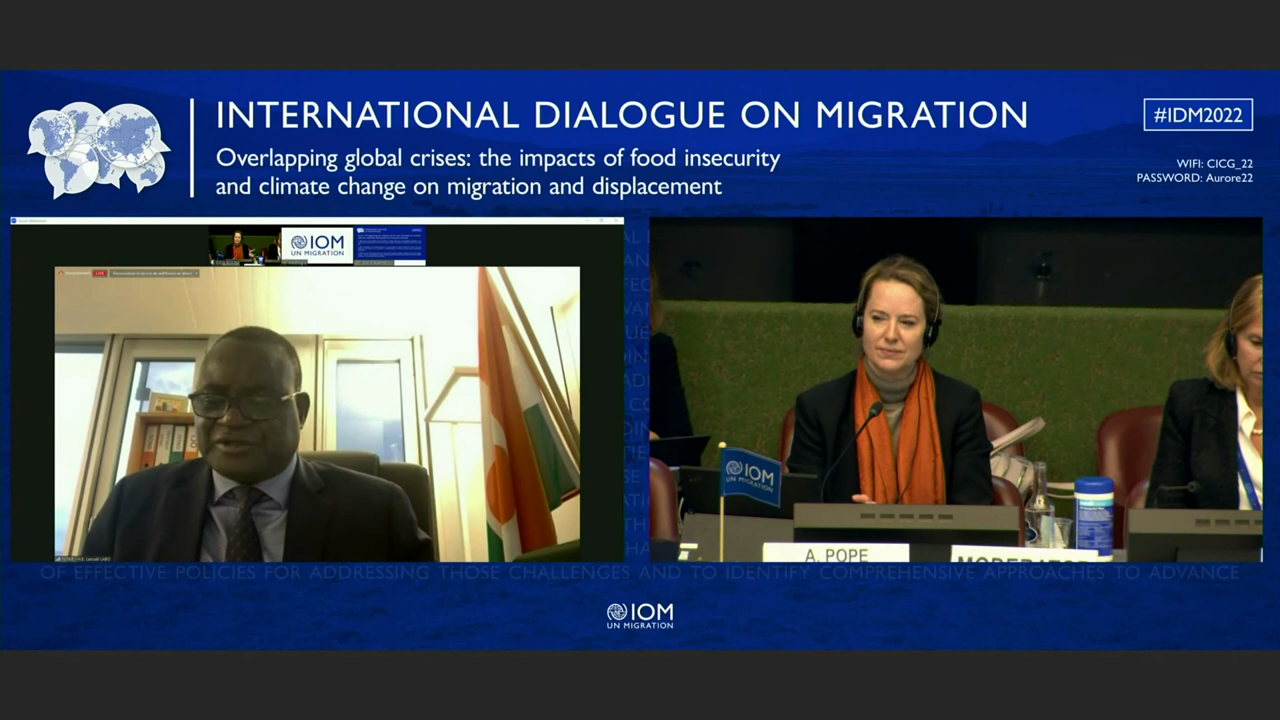 INTERNATIONAL DIALOGUE ON MIGRATION
Overlapping global crises: the impacts of food insecurity
and climate change on migration and displacement
#IDM2022
WIFI: CICG_22
PASSWORD: Aurore22
IOM
UN MIGRATION
LIVE
IOM
UN MIGRATION
A. POPE
MODERATOR
OF EFFECTIVE POLICIES FOR ADDRESSING THOSE CHALLENGES AND TO IDENTIFY COMPREHENSIVE APPROACHES TO ADVANCE
IOM
UN MIGRATION